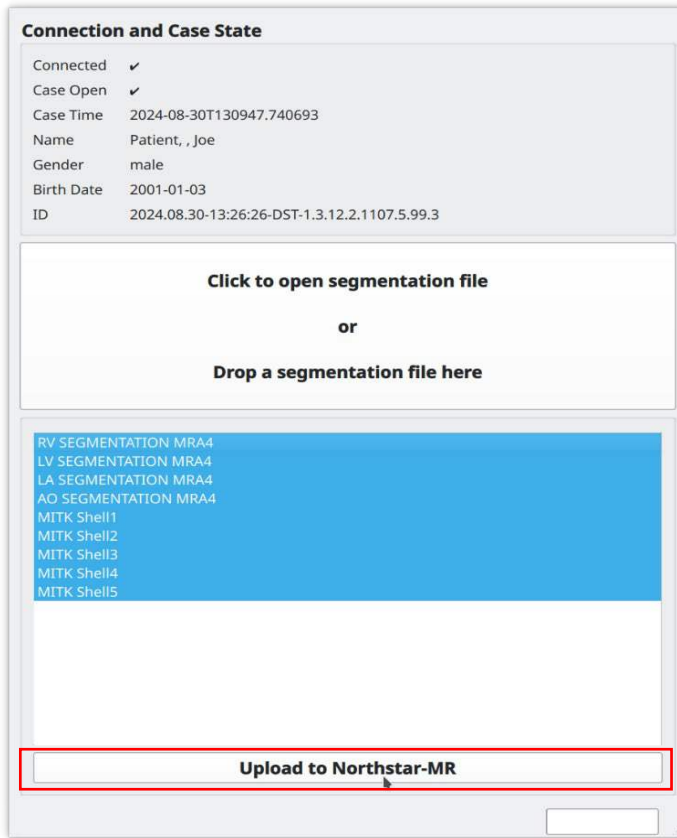 Connection and Case State
Connected ✔
Case Open ✔
Case Time 2024-08-30T130947.740693
Name Patient, , Joe
Gender male
Birth Date 2001-01-03
ID 2024.08.30-13:26:26-DST-1.3.12.2.1107.5.99.3
Click to open segmentation file
or
Drop a segmentation file here
RV SEGMENTATION MRA4
LV SEGMENTATION MRA4
LA SEGMENTATION MRA4
AO SEGMENTATION MRA4
MITK Shell1
MITK Shell2
MITK Shell3
MITK Shell4
MITK Shell5
Upload to Northstar-MR